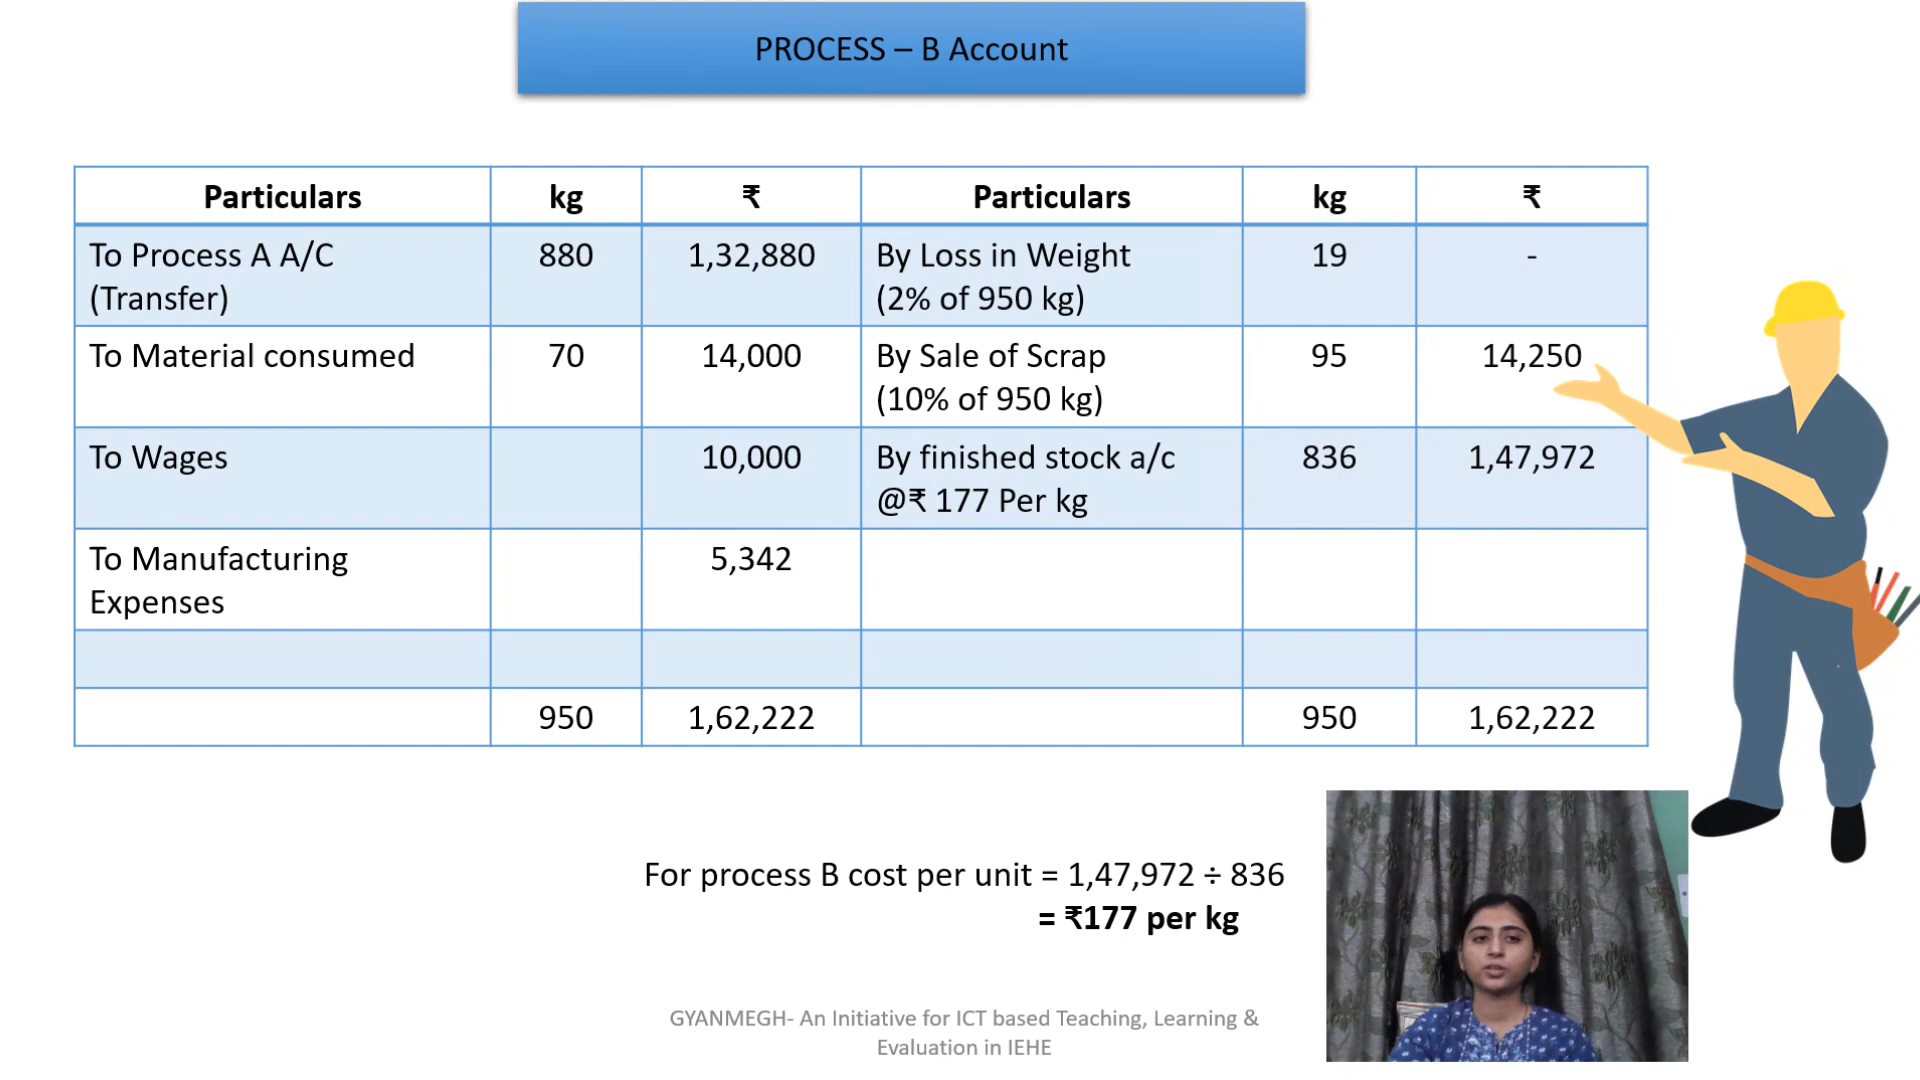 PROCESS – B Account
Particulars kg ₹ Particulars kg ₹
To Process A A/C 880 1,32,880 By Loss in Weight 19 -
(Transfer) (2% of 950 kg)
To Material consumed 70 14,000 By Sale of Scrap 95 14,250
(10% of 950 kg)
To Wages 10,000 By finished stock a/c 836 1,47,972
@₹ 177 Per kg
To Manufacturing 5,342
Expenses
950 1,62,222 950 1,62,222
For process B cost per unit = 1,47,972 ÷ 836
= ₹177 per kg
GYANMEGH- An Initiative for ICT based Teaching, Learning &
Evaluation in IEHE